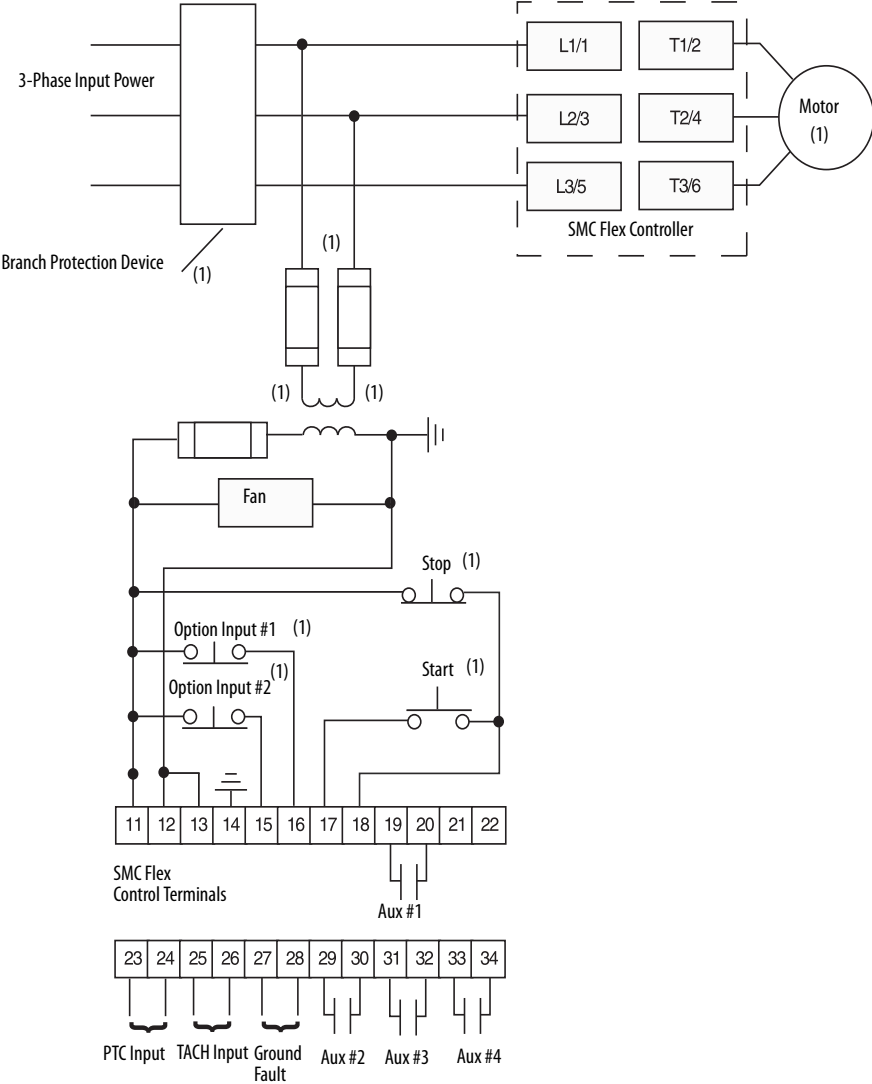 L1/1 T1/2
3-Phase Input Power
Motor
(1)
L2/3 T2/4
L3/5 T3/6
SMC Flex Controller
Branch Protection Device (1)
(1)
(1) (1)
Fan
Stop (1)
Option Input #1 (1)
(1)
Option Input #2
Start (1)
11 12 13 14 15 16 17 18 19 20 21 22
SMC Flex
Control Terminals
Aux #1
23 24 25 26 27 28 29 30 31 32 33 34
PTC Input TACH Input Ground
Fault
Aux #2 Aux #3 Aux #4